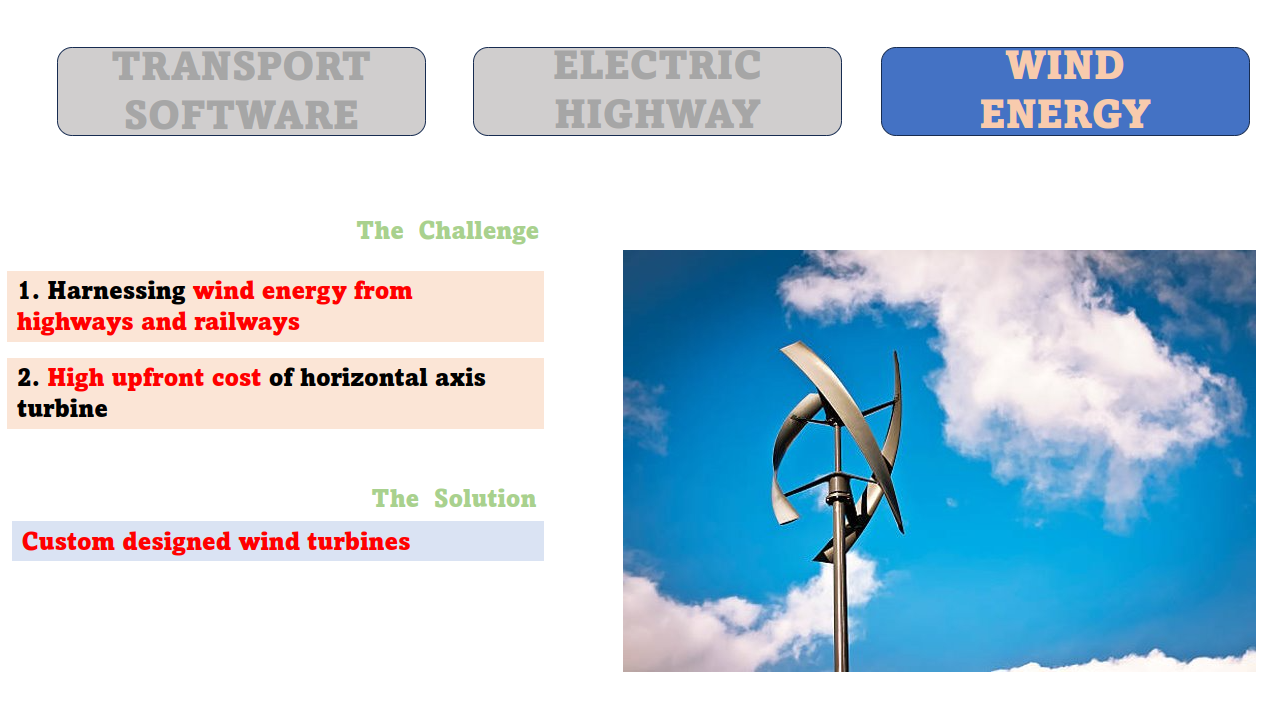 TRANSPORT
SOFTWARE
ELECTRIC
HIGHWAY
WIND
ENERGY
The Challenge
1. Harnessing wind energy from
highways and railways
2. High upfront cost of horizontal axis
turbine
The Solution
Custom designed wind turbines